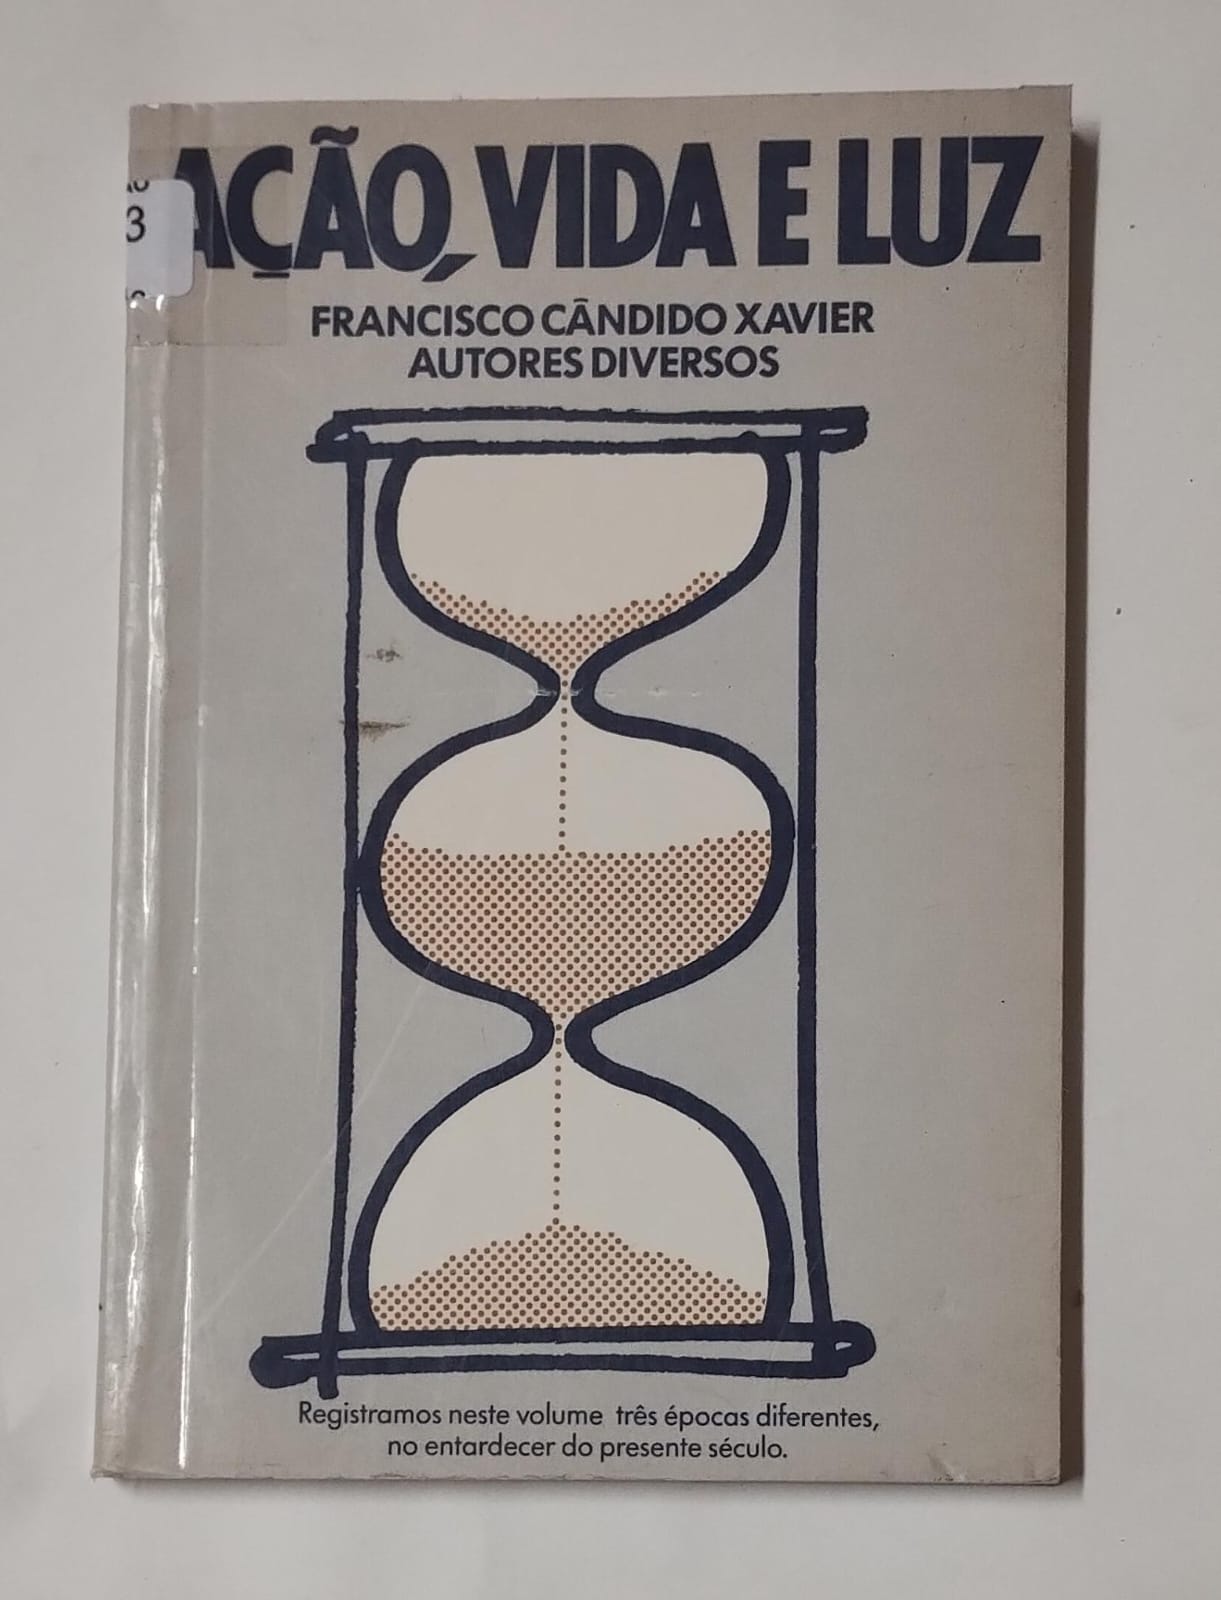 AÇÃO, VIDA E LUZ
3
FRANCISCO CÂNDIDO XAVIER
AUTORES DIVERSOS
Registramos neste volume três épocas diferentes,
no entardecer do presente século.